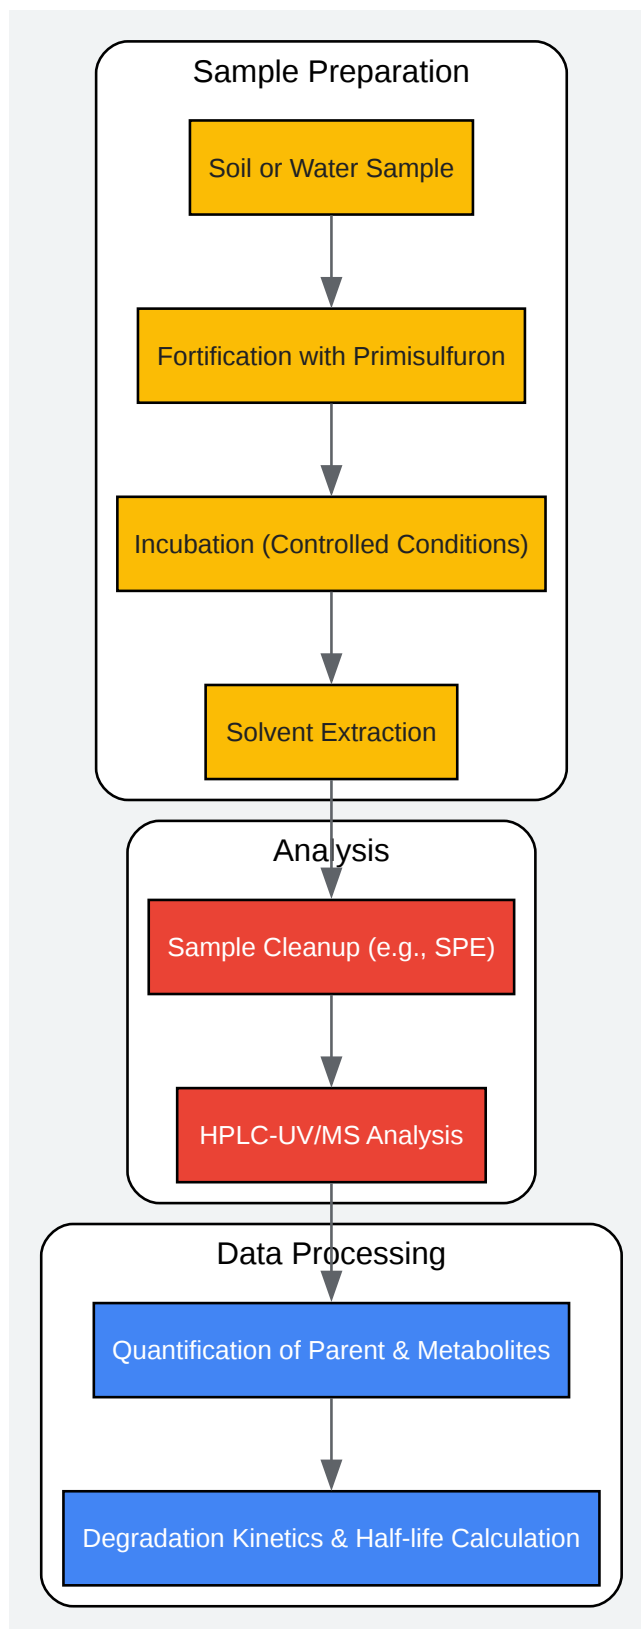 Sample Preparation
Soil or Water Sample
Fortification with Primisulfuron
Incubation (Controlled Conditions)
Solvent Extraction
Analysis
Sample Cleanup (e.g., SPE)
HPLC-UV/MS Analysis
Data Processing
Quantification of Parent & Metabolites
Degradation Kinetics & Half-life Calculation